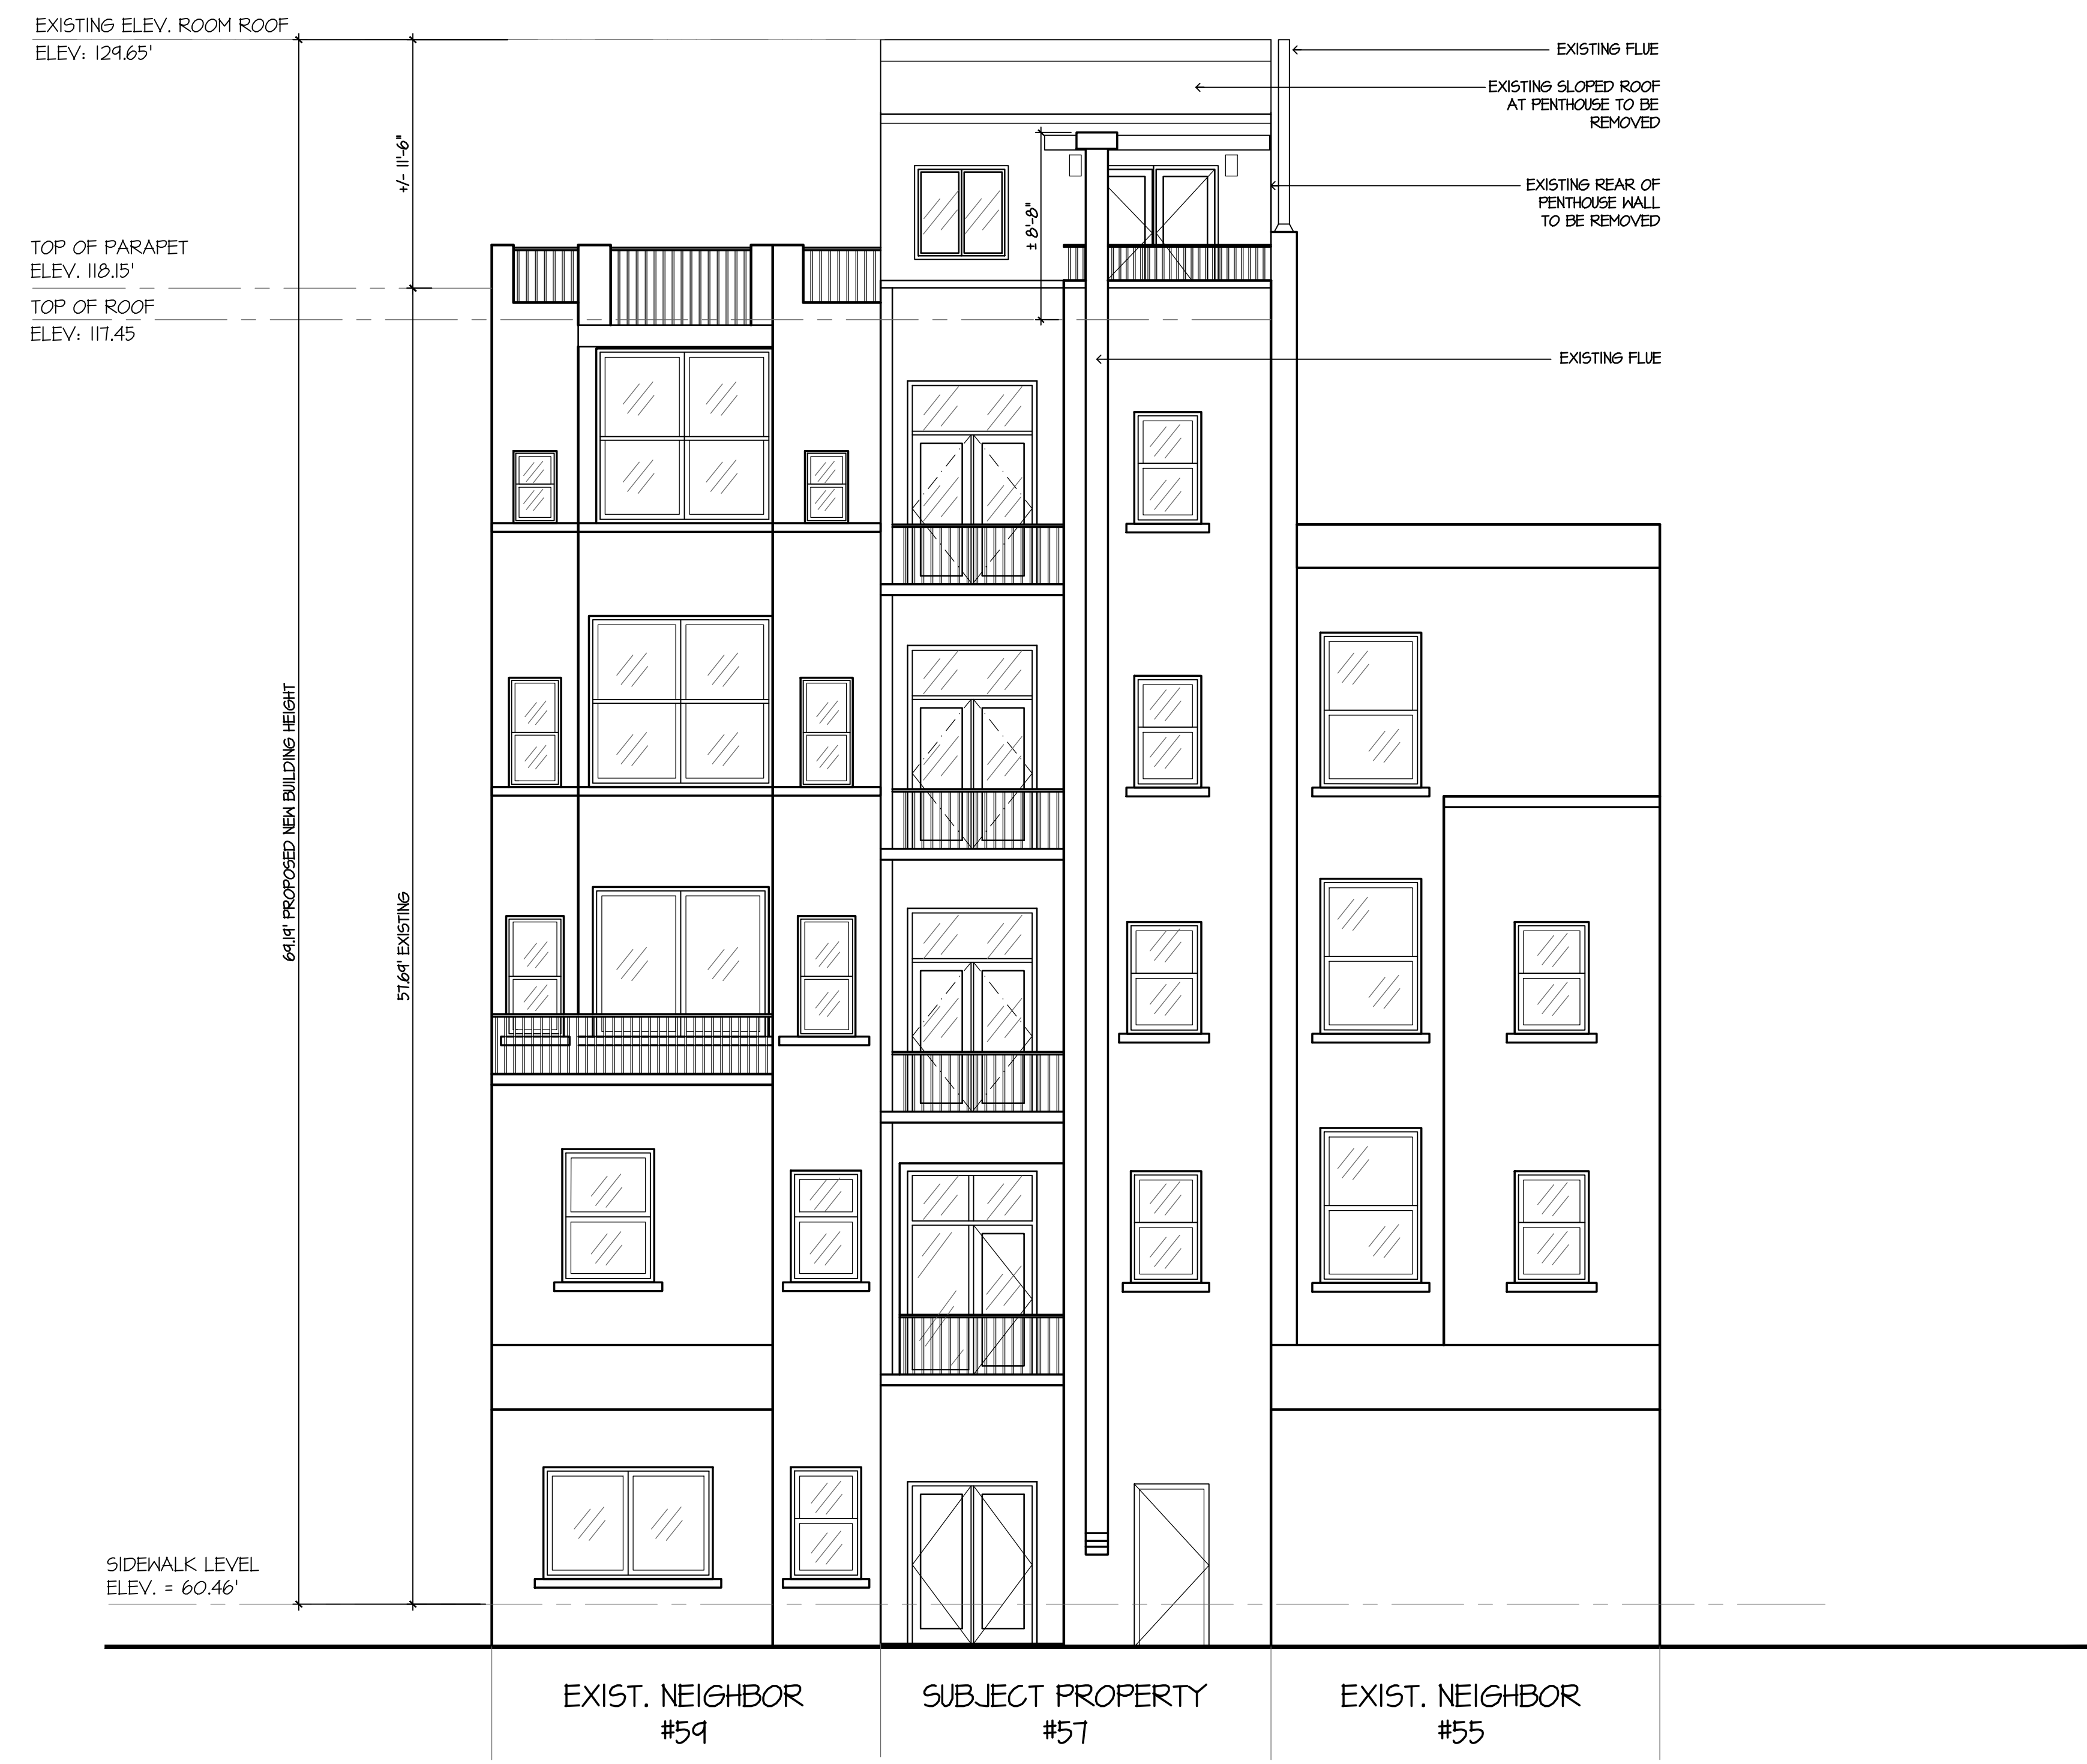 EXISTING ELEV. ROOM ROOF
ELEV: 129.65'
EXISTING FLUE
EXISTING SLOPED ROOF
AT PENTHOUSE TO BE
REMOVED
+/- 11'-6"
EXISTING REAR OF
PENTHOUSE WALL
TO BE REMOVED
± 8'-8"
TOP OF PARAPET
ELEV. 118.15'
TOP OF ROOF
ELEV: 117.45
EXISTING FLUE
69.19' PROPOSED NEW BUILDING HEIGHT
57.69' EXISTING
SIDEWALK LEVEL
ELEV. = 60.46'
EXIST. NEIGHBOR
#59
SUBJECT PROPERTY
#57
EXIST. NEIGHBOR
#55